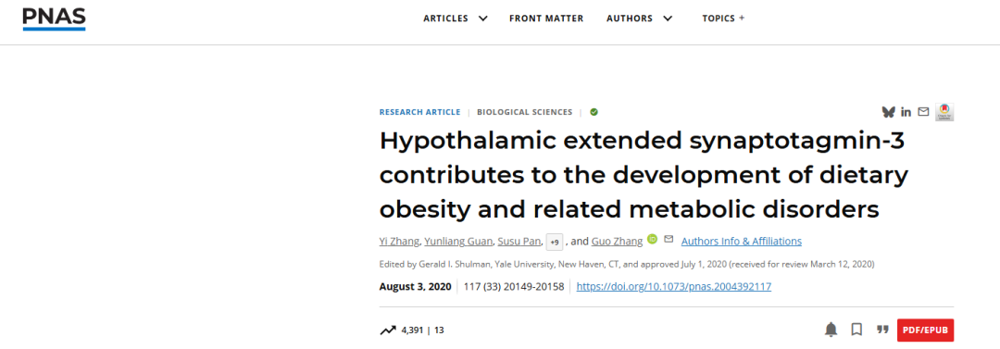 PNAS
ARTICLES FRONT MATTER AUTHORS TOPICS +
RESEARCH ARTICLE | BIOLOGICAL SCIENCES |
Hypothalamic extended synaptotagmin-3
contributes to the development of dietary
obesity and related metabolic disorders
Yi Zhang, Yunliang Guan, Susu Pan, +9 , and Guo Zhang Authors Info & Affiliations
Edited by Gerald I. Shulman, Yale University, New Haven, CT, and approved July 1, 2020 (received for review March 12, 2020)
August 3, 2020 117 (33) 20149-20158 https://doi.org/10.1073/pnas.2004392117
4,391 | 13 PDF/EPUB